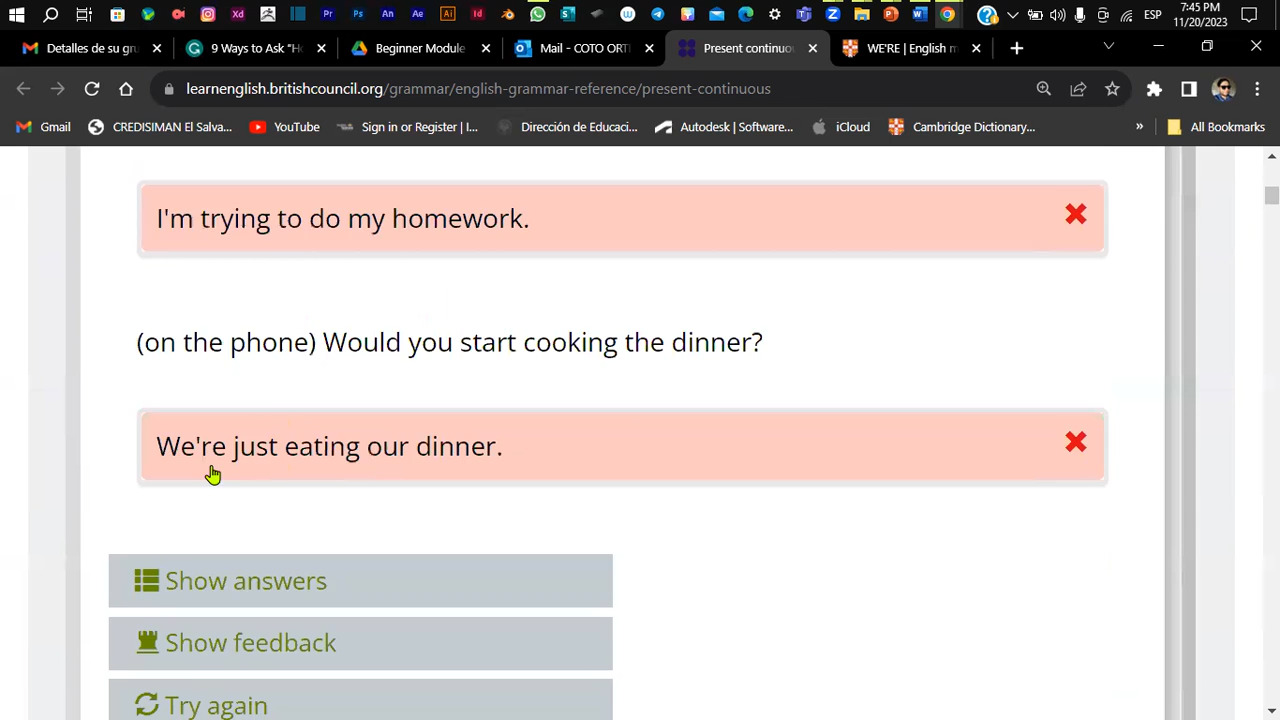 7:45 PM
ESP
11/20/2023
Detalles de su gru
9 Ways to Ask "Ho
Beginner Module
Mail - COTO ORTI
Present continuou
WE'RE | English m
learnenglish.britishcouncil.org/grammar/english-grammar-reference/present-continuous
Gmail
CREDISIMAN El Salva...
YouTube
Sign in or Register | I...
Dirección de Educaci...
Autodesk | Software...
iCloud
Cambridge Dictionary...
»
All Bookmarks
I'm trying to do my homework.
(on the phone) Would you start cooking the dinner?
We're just eating our dinner.
Show answers
Show feedback
Try again